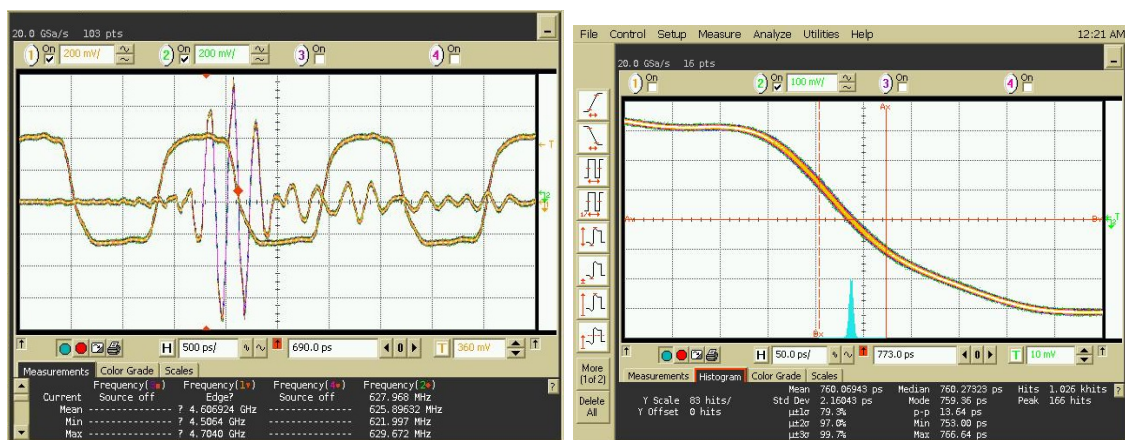 20.0 GSa/s 103 pts
1 On 200 mV/ 2 On 200 mV/ 3 On 4 On
T
H 500 ps/ 690.0 ps 0 T 360 mV
Measurements Color Grade Scales
?
Frequency( ) Frequency(1) Frequency(4) Frequency(2)
Current Source off Edge? Source off 627.968 MHz
Mean ---------------- ? 4.606924 GHz ---------------- 625.89632 MHz
Min ---------------- ? 4.5064 GHz ---------------- 621.997 MHz
Max ---------------- ? 4.7040 GHz ---------------- 629.672 MHz
File Control Setup Measure Analyze Utilities Help 12:21 AM
20.0 GSa/s 16 pts
1 On 2 On 100 mV/ 3 On 4 On
Ax
Bx
T
More
(1of 2)
Delete
All
H 50.0 ps/ 773.0 ps 0 T 10 mV
Measurements Histogram Color Grade Scales
?
Mean 760.06943 ps Median 760.27323 ps Hits 1.026 khits
Y Scale 83 hits/ Std Dev 2.16043 ps Mode 759.36 ps Peak 166 hits
Y Offset 0 hits µ±1σ 79.3% p-p 13.64 ps
µ±2σ 97.0% Min 753.00 ps
µ±3σ 99.7% Max 766.64 ps